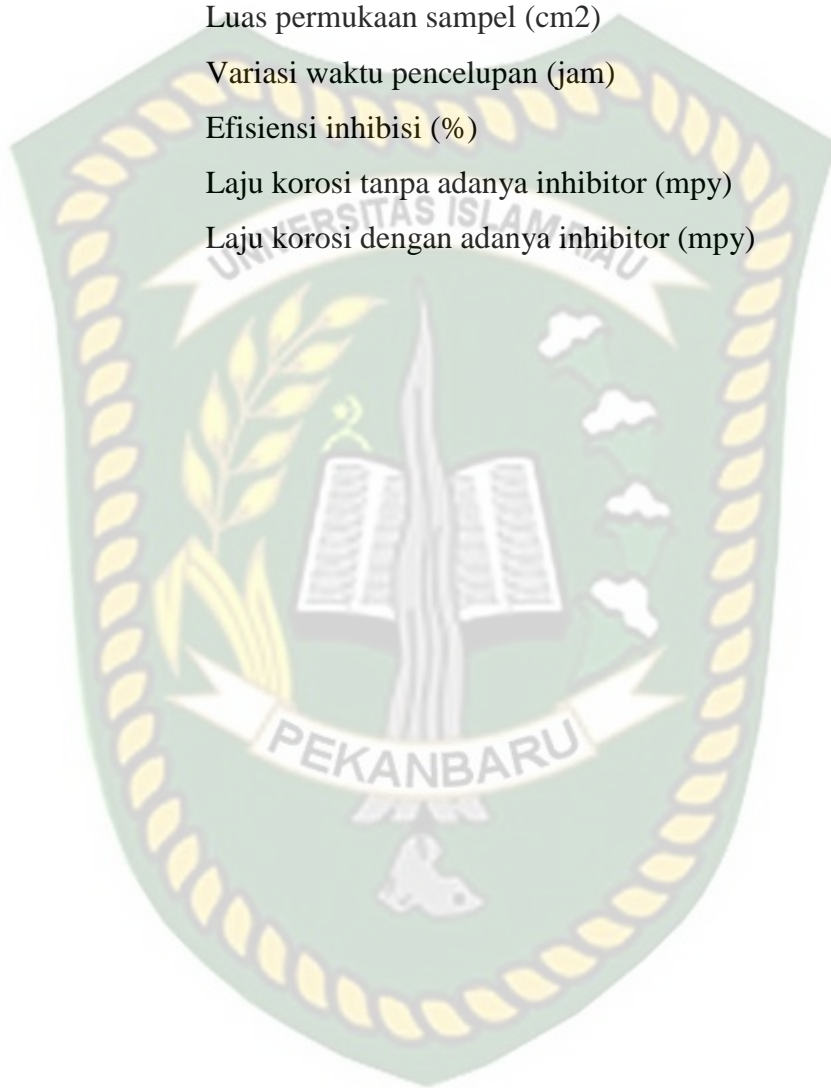 Luas permukaan sampel (cm2)
Variasi waktu pencelupan (jam)
Efisiensi inhibisi (%)
Laju korosi tanpa adanya inhibitor (mpy)
Laju korosi dengan adanya inhibitor (mpy)
UNIVERSITAS ISLAM RIAU
PEKANBARU